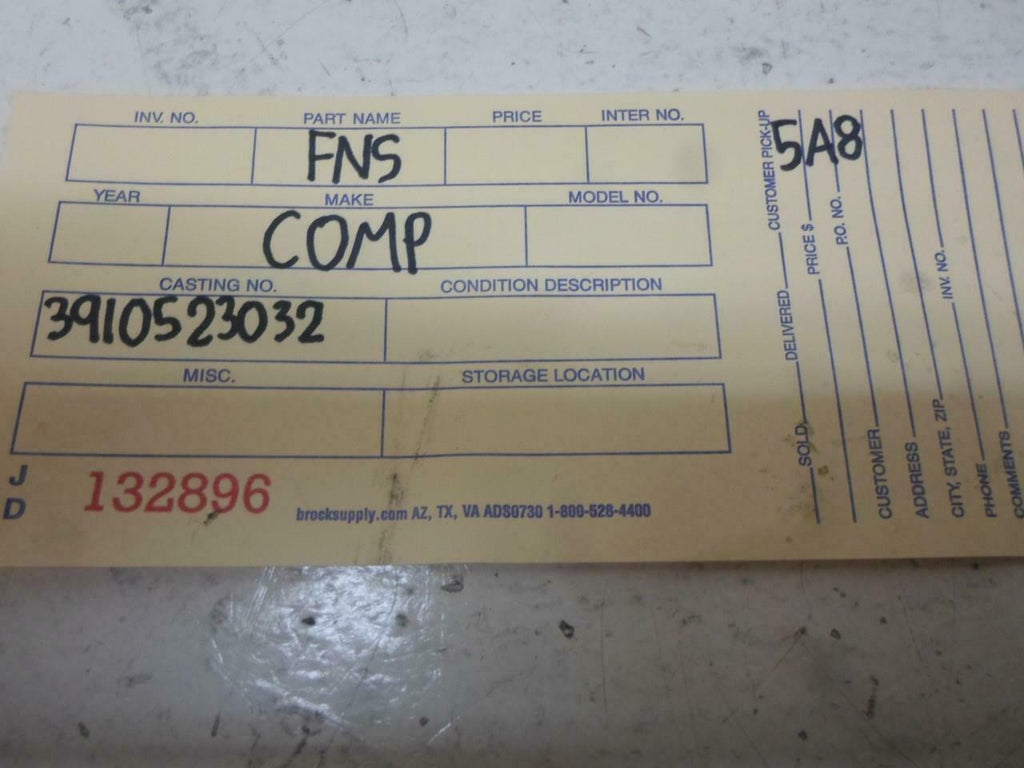 INV. NO. PART NAME PRICE INTER NO.
FNS
YEAR MAKE MODEL NO.
COMP
CASTING NO. CONDITION DESCRIPTION
3910523032
MISC. STORAGE LOCATION
J D
132896
brocksupply.com AZ, TX, VA ADS0730 1-800-528-4400
5A8
SOLD DELIVERED CUSTOMER PICK-UP
PRICE $
P.O. NO.
CUSTOMER
ADDRESS
CITY, STATE, ZIP INV. NO.
PHONE
COMMENTS